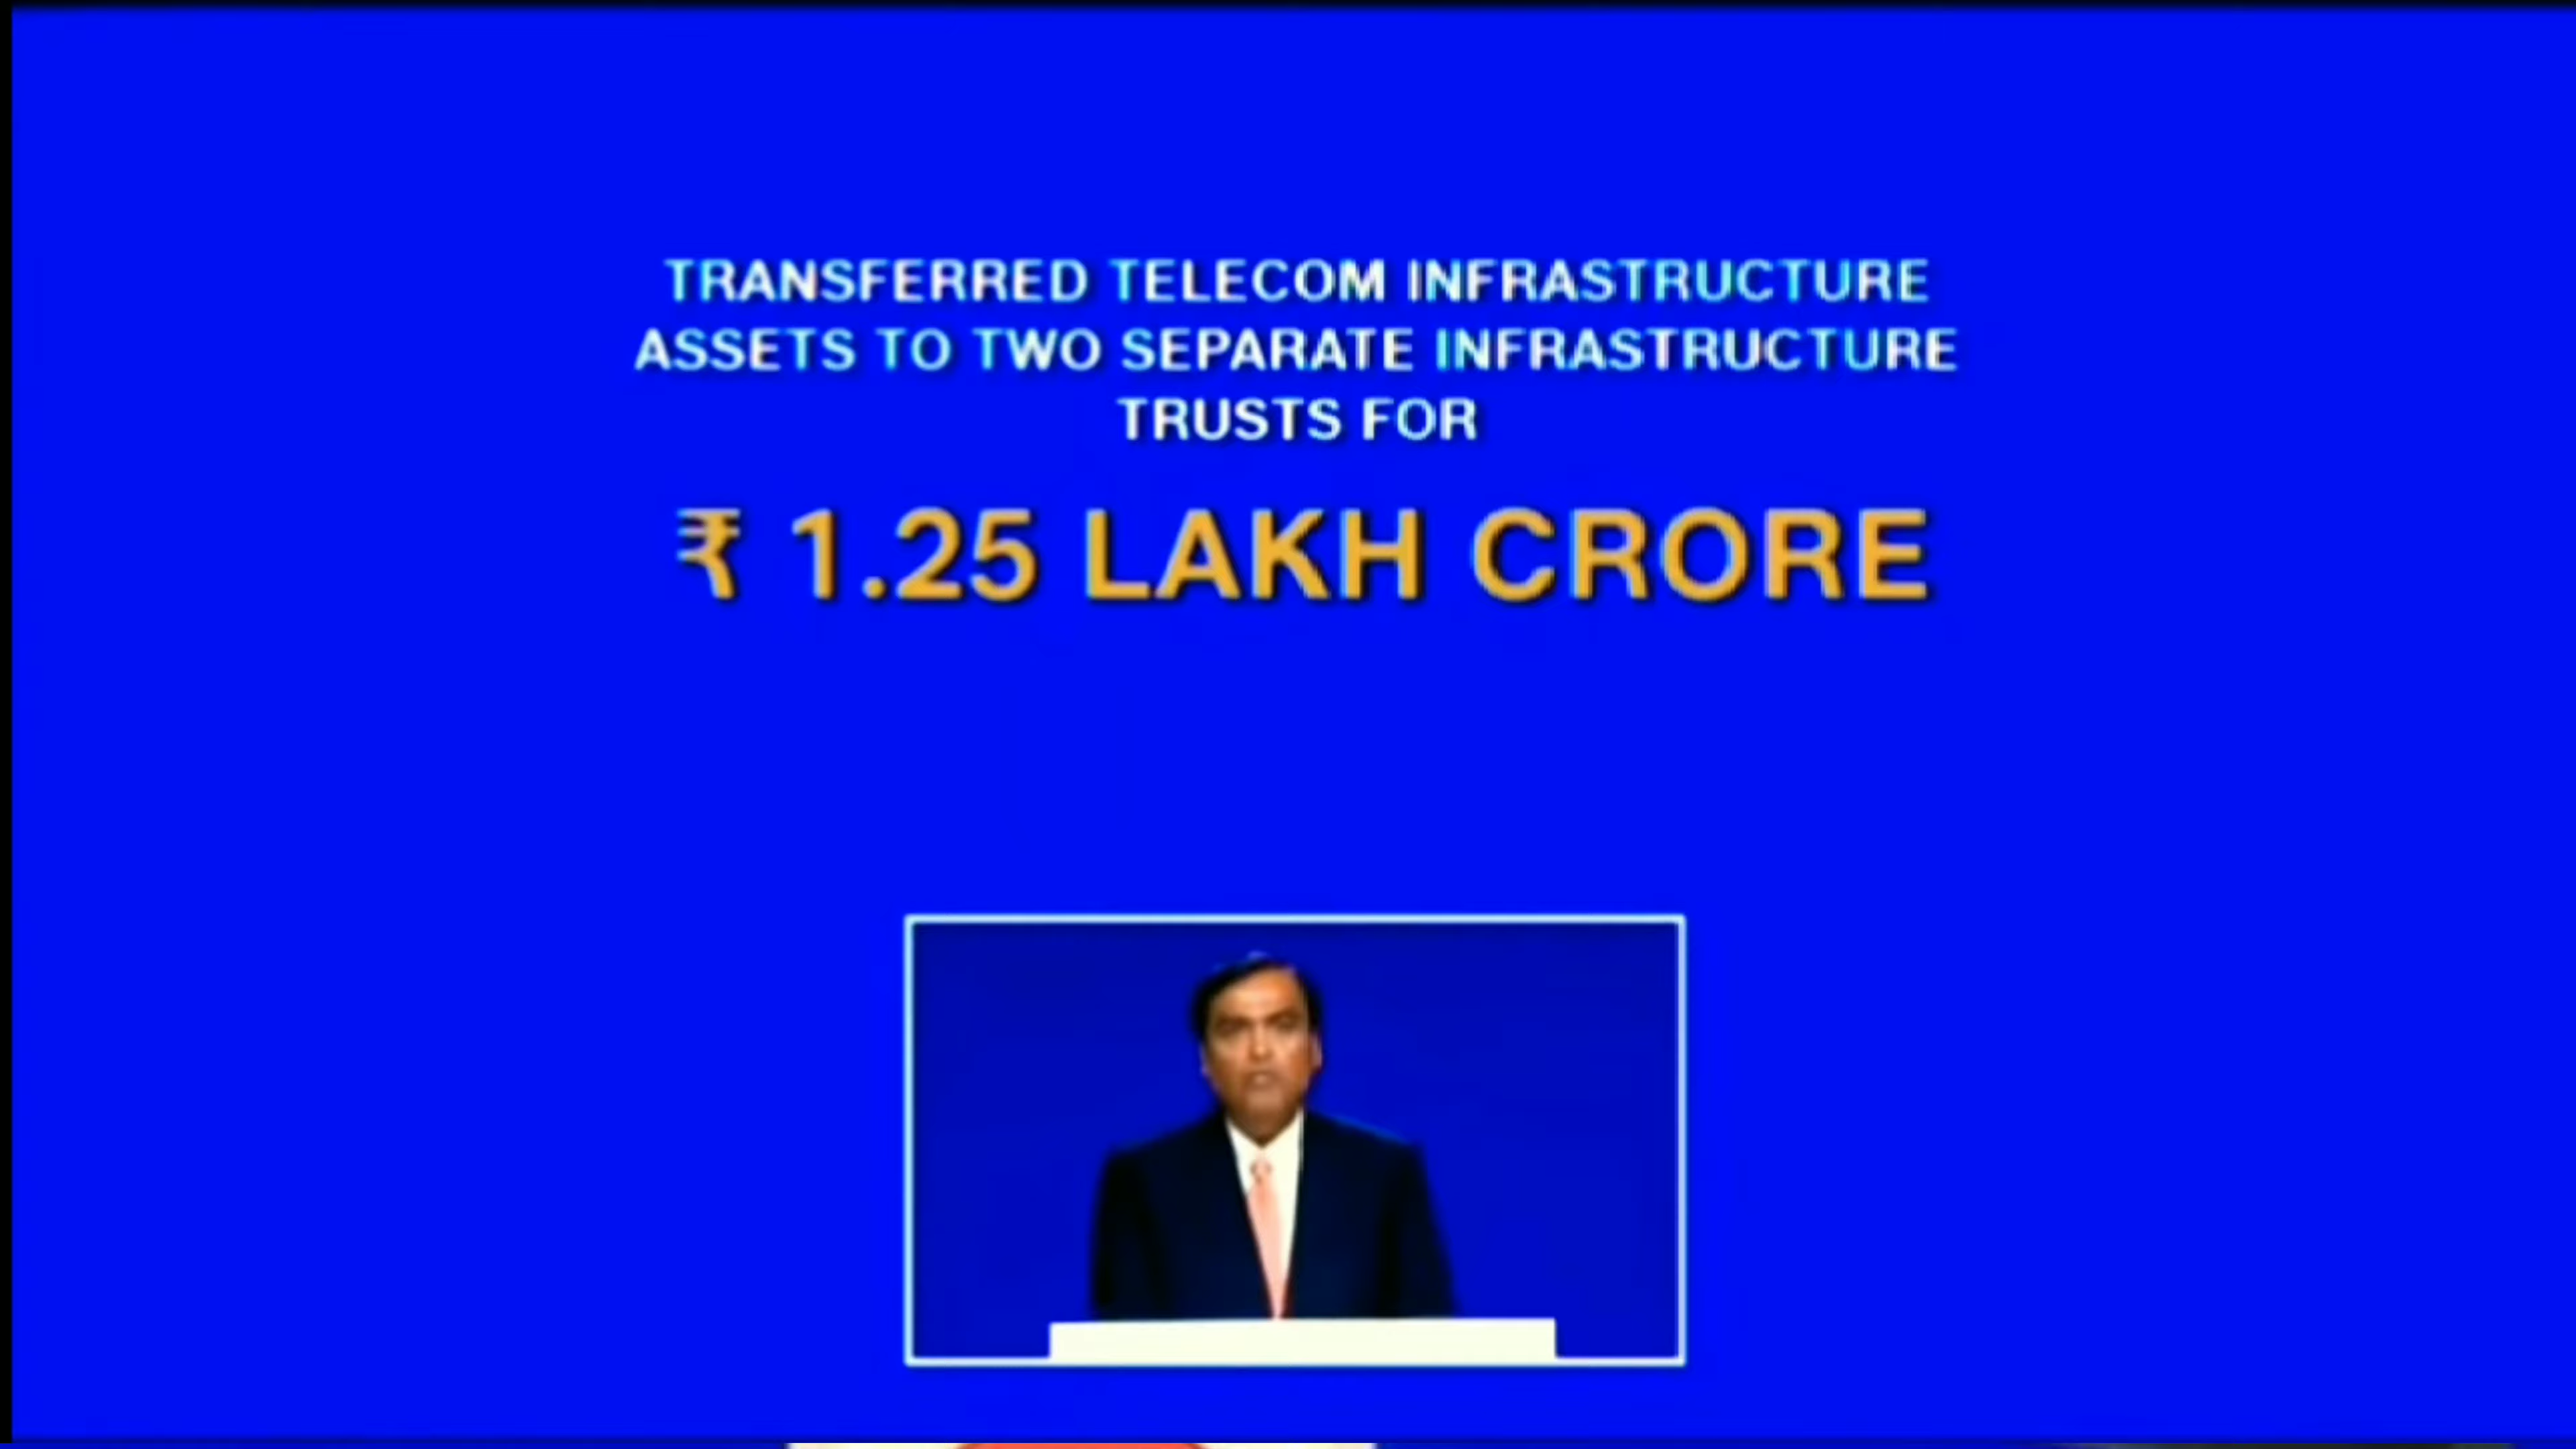 TRANSFERRED TELECOM INFRASTRUCTURE
ASSETS TO TWO SEPARATE INFRASTRUCTURE
TRUSTS FOR
₹ 1.25 LAKH CRORE